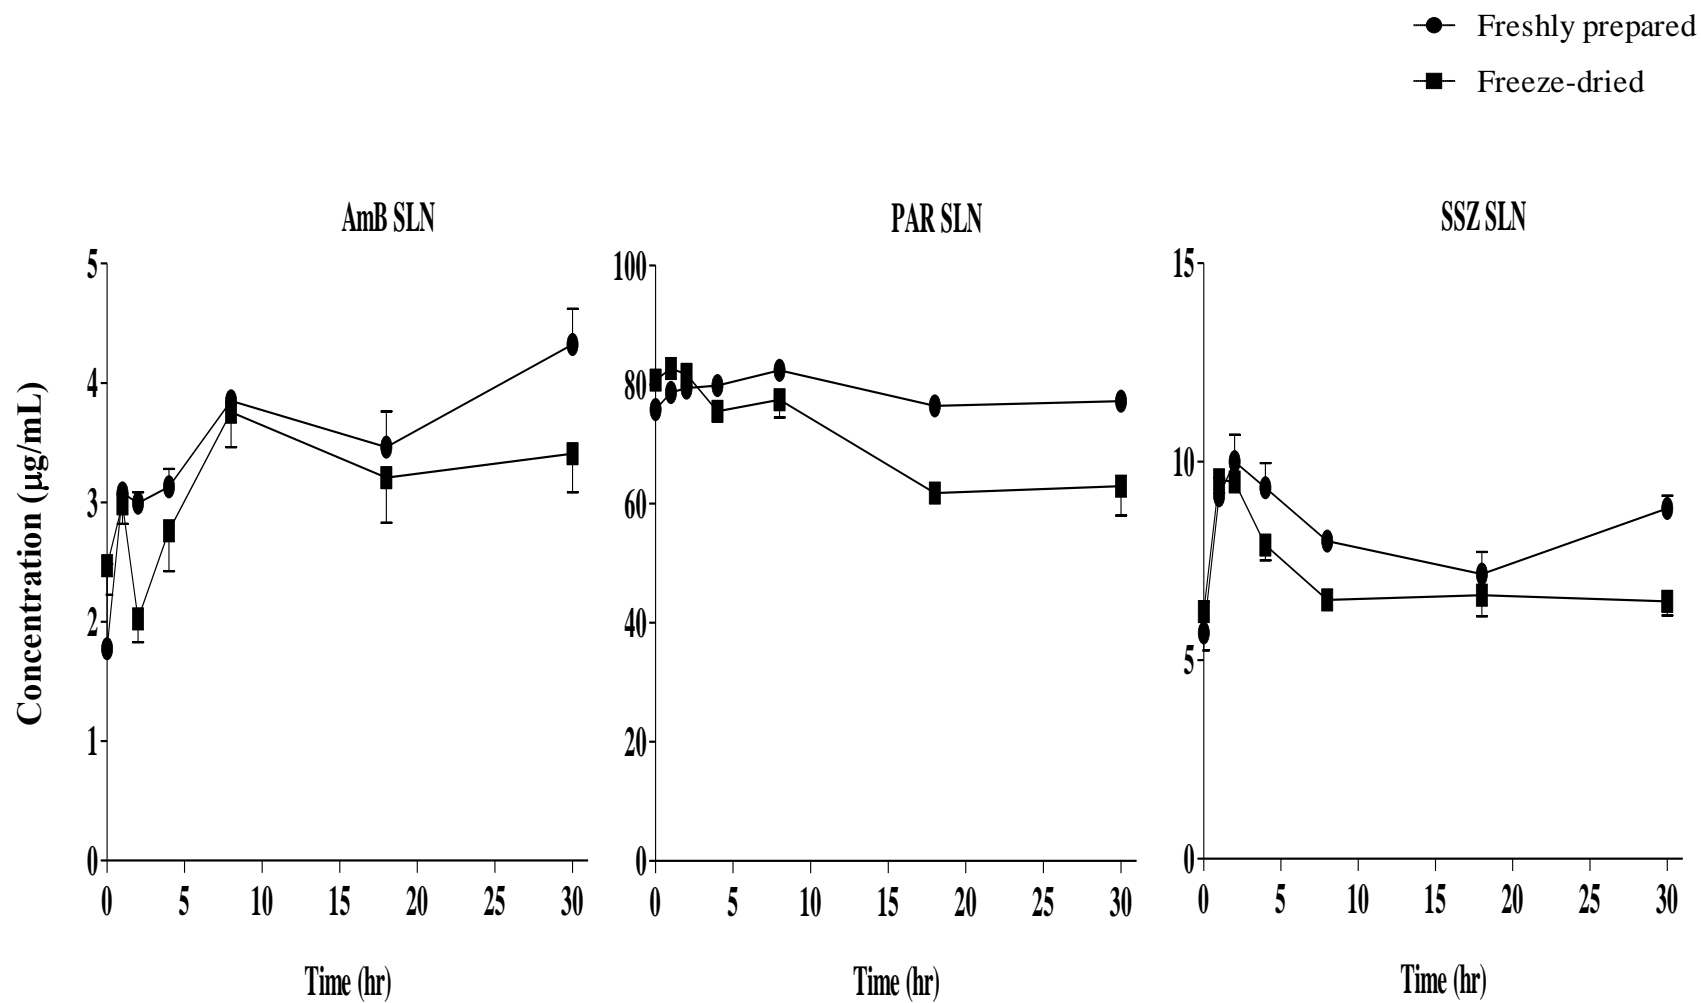 Freshly prepared
Freeze-dried
AmB SLN
PAR SLN
SSZ SLN
Concentration (µg/mL)
5
4
3
2
1
0
0 5 10 15 20 25 30
Time (hr)
100
80
60
40
20
0
0 5 10 15 20 25 30
Time (hr)
15
10
5
0
0 5 10 15 20 25 30
Time (hr)